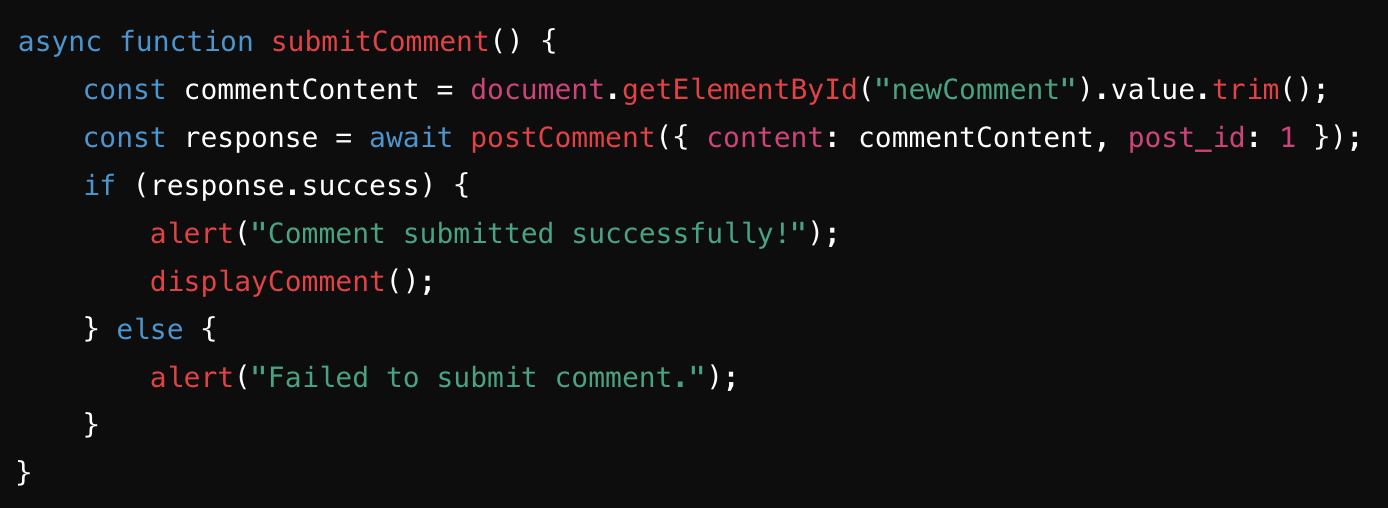 async function submitComment() {
    const commentContent = document.getElementById("newComment").value.trim();
    const response = await postComment({ content: commentContent, post_id: 1 });
    if (response.success) {
        alert("Comment submitted successfully!");
        displayComment();
    } else {
        alert("Failed to submit comment.");
    }
}